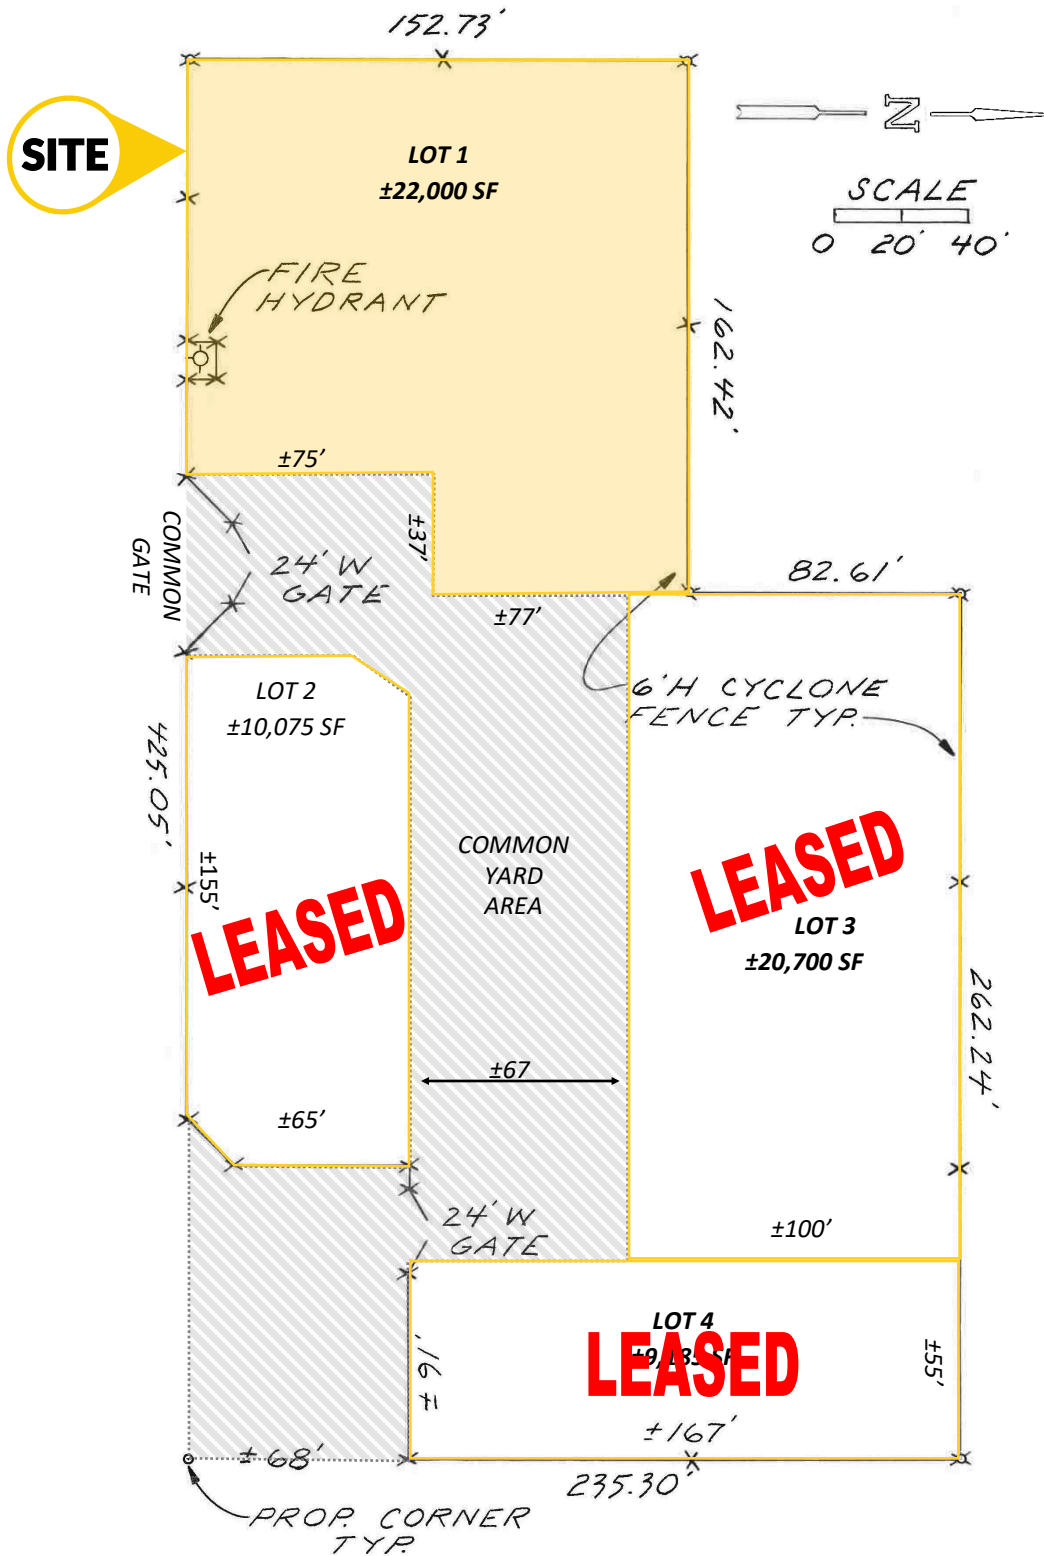 152.73'
SITE
LOT 1
±22,000 SF
N
SCALE
0 20' 40'
FIRE
HYDRANT
162.42'
±75'
±37'
COMMON
GATE
24' W
GATE
±77'
82.61'
LOT 2
±10,075 SF
6'H CYCLONE
FENCE TYP.
425.05'
±155'
LEASED
COMMON
YARD
AREA
LEASED
LOT 3
±20,700 SF
262.24'
±67
±65'
24' W
GATE
±100'
LOT 4
LEASED
±55'
± 91'
±167'
± 68'
235.30'
PROP. CORNER
TYP.